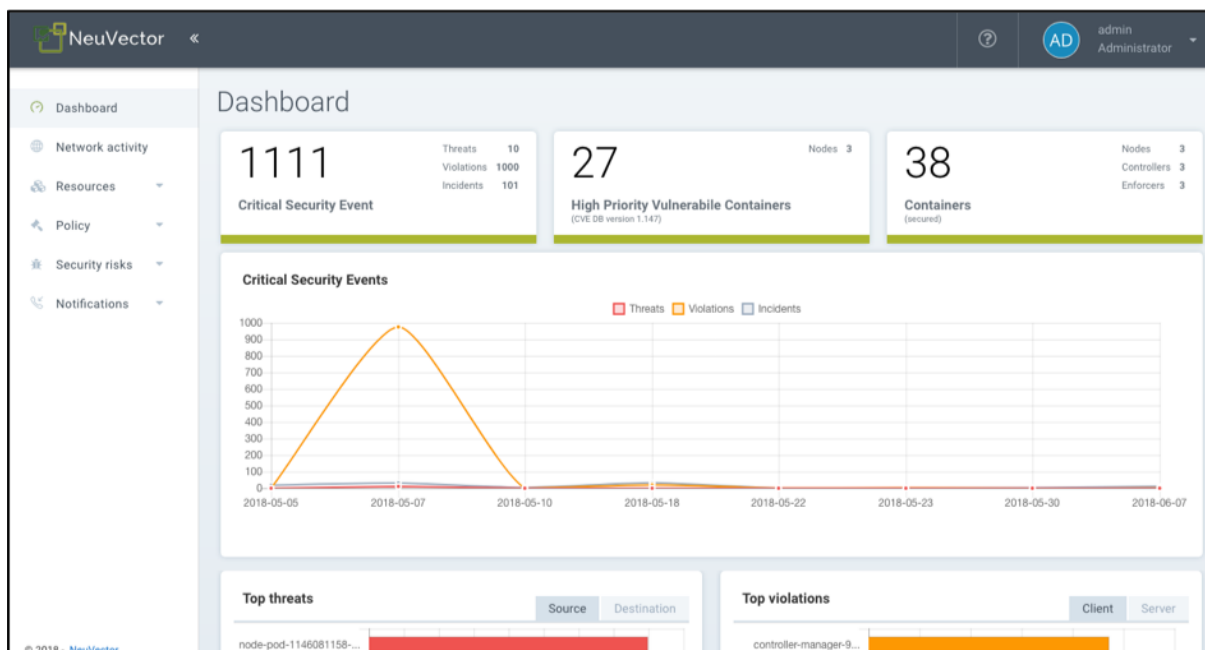 NeuVector «
?
AD
admin
Administrator
Dashboard
Network activity
Resources
Policy
Security risks
Notifications
Dashboard
1111
Threats 10
Violations 1000
Incidents 101
Critical Security Event
27
Nodes 3
High Priority Vulnerabile Containers
(CVE DB version 1.147)
38
Nodes 3
Controllers 3
Enforcers 3
Containers
(secured)
Critical Security Events
Threats Violations Incidents
1000
900
800
700
600
500
400
300
200
100
0
2018-05-05 2018-05-07 2018-05-10 2018-05-18 2018-05-22 2018-05-23 2018-05-30 2018-06-07
Top threats
Source Destination
node-pod-1146081158-...
Top violations
Client Server
controller-manager-9...
© 2018 - NeuVector